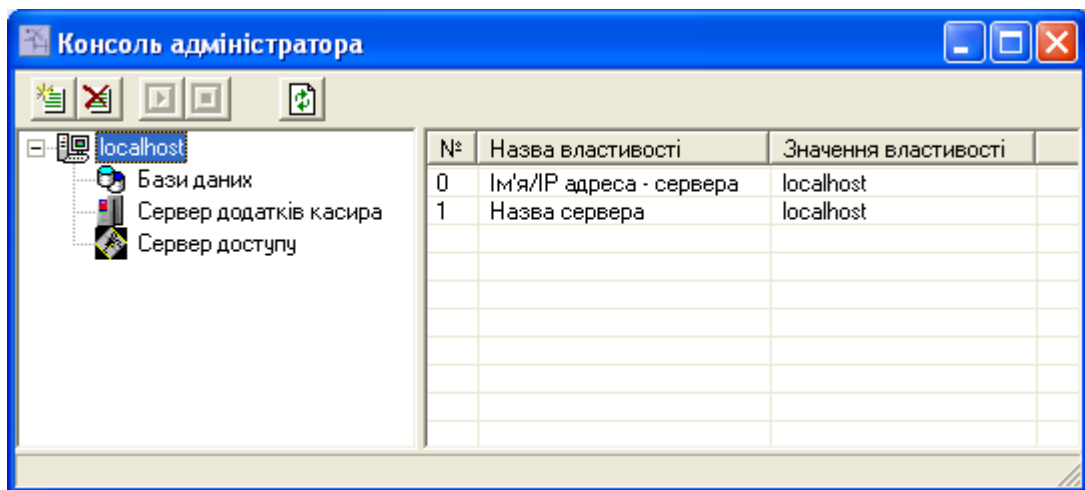 Консоль адміністратора
localhost
Бази даних
Сервер додатків касира
Сервер доступу
№ Назва властивості Значення властивості
0 Ім'я/IP адреса - сервера localhost
1 Назва сервера localhost